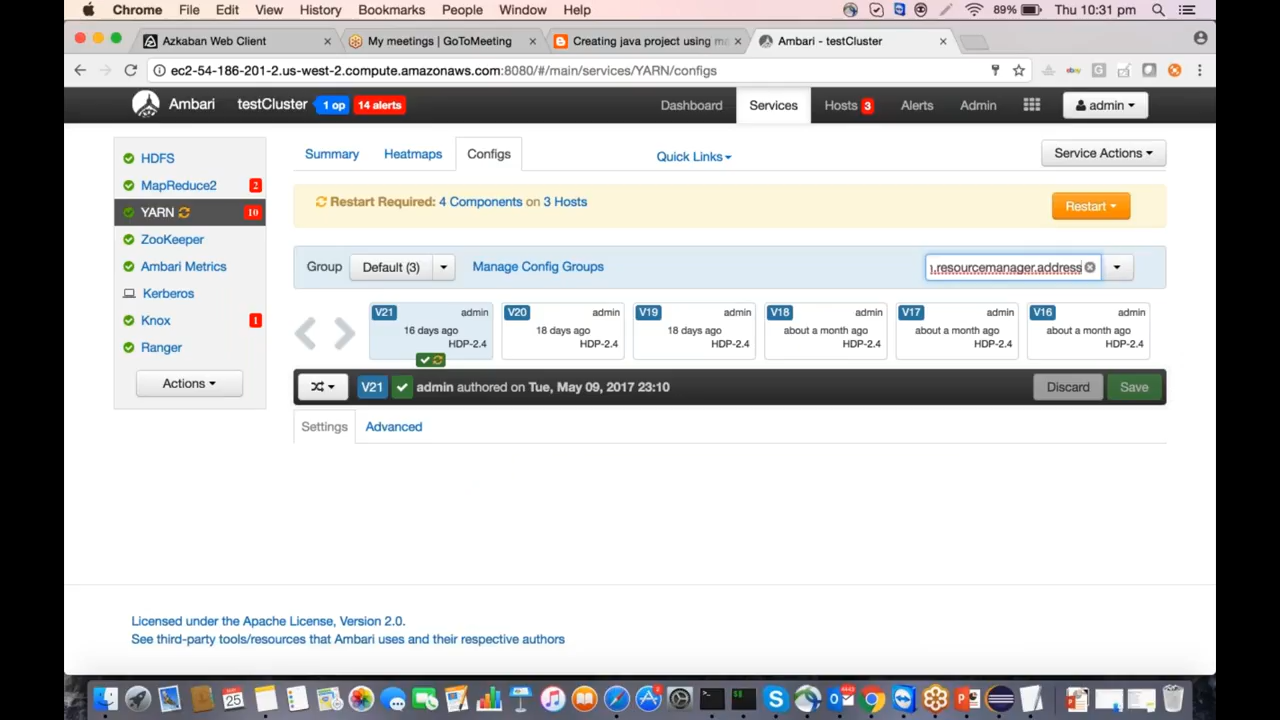 Chrome File Edit View History Bookmarks People Window Help 89% Thu 10:31 pm
Azkaban Web Client My meetings | GoToMeeting Creating java project using ma Ambari - testCluster
ec2-54-186-201-2.us-west-2.compute.amazonaws.com:8080/#/main/services/YARN/configs
Ambari testCluster 1 op 14 alerts Dashboard Services Hosts 3 Alerts Admin admin
HDFS
MapReduce2 2
YARN 10
ZooKeeper
Ambari Metrics
Kerberos
Knox 1
Ranger
Actions
Summary Heatmaps Configs Quick Links Service Actions
Restart Required: 4 Components on 3 Hosts Restart
Group Default (3) Manage Config Groups .resourcemanager.address
V21 admin
16 days ago
HDP-2.4
V20 admin
18 days ago
HDP-2.4
V19 admin
18 days ago
HDP-2.4
V18 admin
about a month ago
HDP-2.4
V17 admin
about a month ago
HDP-2.4
V16 admin
about a month ago
HDP-2.4
V21 admin authored on Tue, May 09, 2017 23:10 Discard Save
Settings Advanced
Licensed under the Apache License, Version 2.0.
See third-party tools/resources that Ambari uses and their respective authors